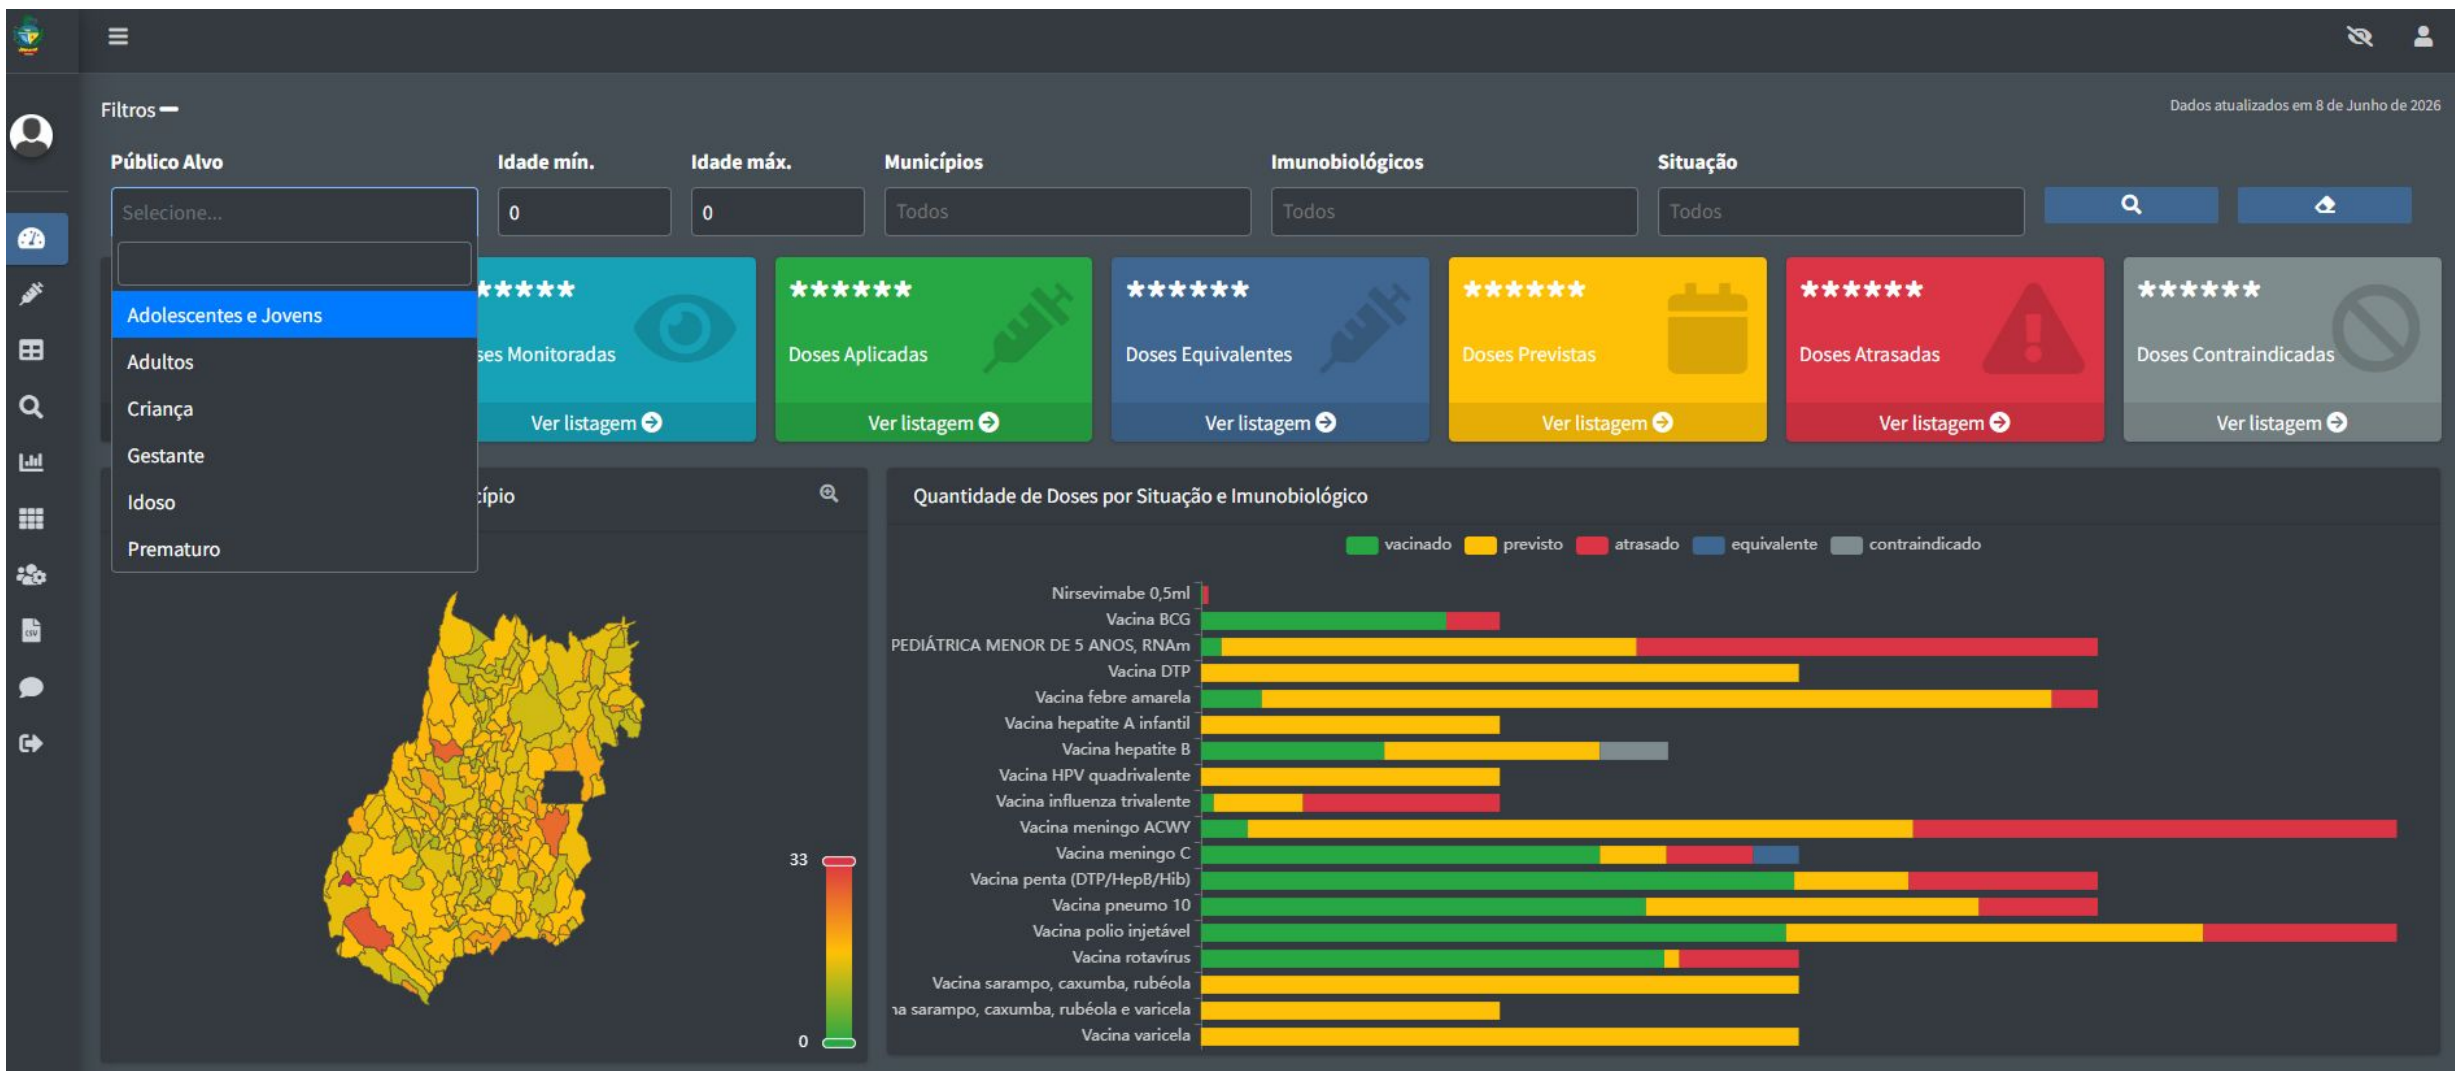 Filtros
Dados atualizados em 8 de Junho de 2026
Público Alvo
Idade mín.
Idade máx.
Municípios
Imunobiológicos
Situação
Selecione...
0
0
Todos
Todos
Todos
Adolescentes e Jovens
Adultos
Criança
Gestante
Idoso
Prematuro
*****
ses Monitoradas
Ver listagem
******
Doses Aplicadas
Ver listagem
******
Doses Equivalentes
Ver listagem
******
Doses Previstas
Ver listagem
******
Doses Atrasadas
Ver listagem
******
Doses Contraindicadas
Ver listagem
CSV
cípio
33
0
Quantidade de Doses por Situação e Imunobiológico
vacinado previsto atrasado equivalente contraindicado
Nirsevimabe 0,5ml
Vacina BCG
PEDIÁTRICA MENOR DE 5 ANOS, RNAm
Vacina DTP
Vacina febre amarela
Vacina hepatite A infantil
Vacina hepatite B
Vacina HPV quadrivalente
Vacina influenza trivalente
Vacina meningo ACWY
Vacina meningo C
Vacina penta (DTP/HepB/Hib)
Vacina pneumo 10
Vacina polio injetável
Vacina rotavírus
Vacina sarampo, caxumba, rubéola
na sarampo, caxumba, rubéola e varicela
Vacina varicela